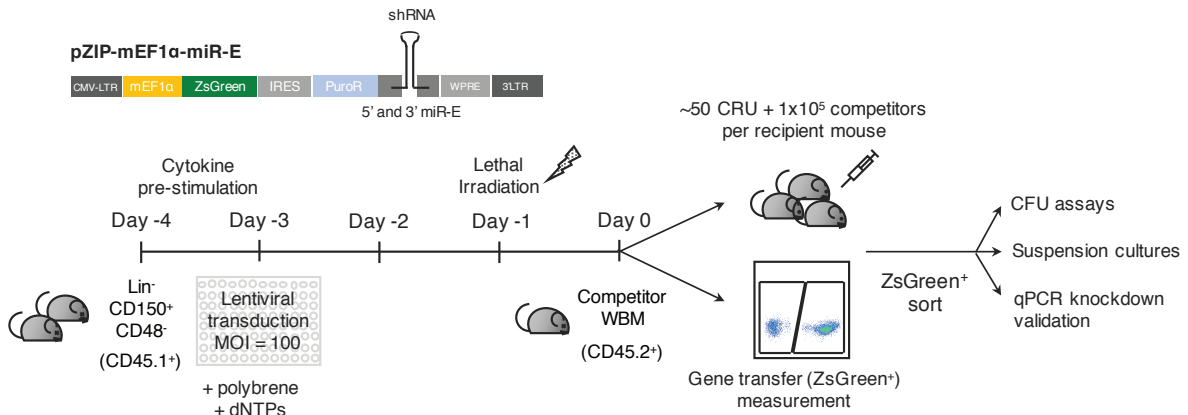 shRNA
pZIP-mEF1α-miR-E
CMV-LTR mEF1α ZsGreen IRES PuroR WPRE 3'LTR
5' and 3' miR-E
~50 CRU + 1x10⁵ competitors
per recipient mouse
Cytokine
pre-stimulation
Lethal
Irradiation
Day -4 Day -3 Day -2 Day -1 Day 0
Lin⁻
CD150⁺
CD48⁻
(CD45.1⁺)
Lentiviral
transduction
MOI = 100
+ polybrene
+ dNTPs
Competitor
WBM
(CD45.2⁺)
Gene transfer (ZsGreen⁺)
measurement
ZsGreen⁺
sort
CFU assays
Suspension cultures
qPCR knockdown
validation